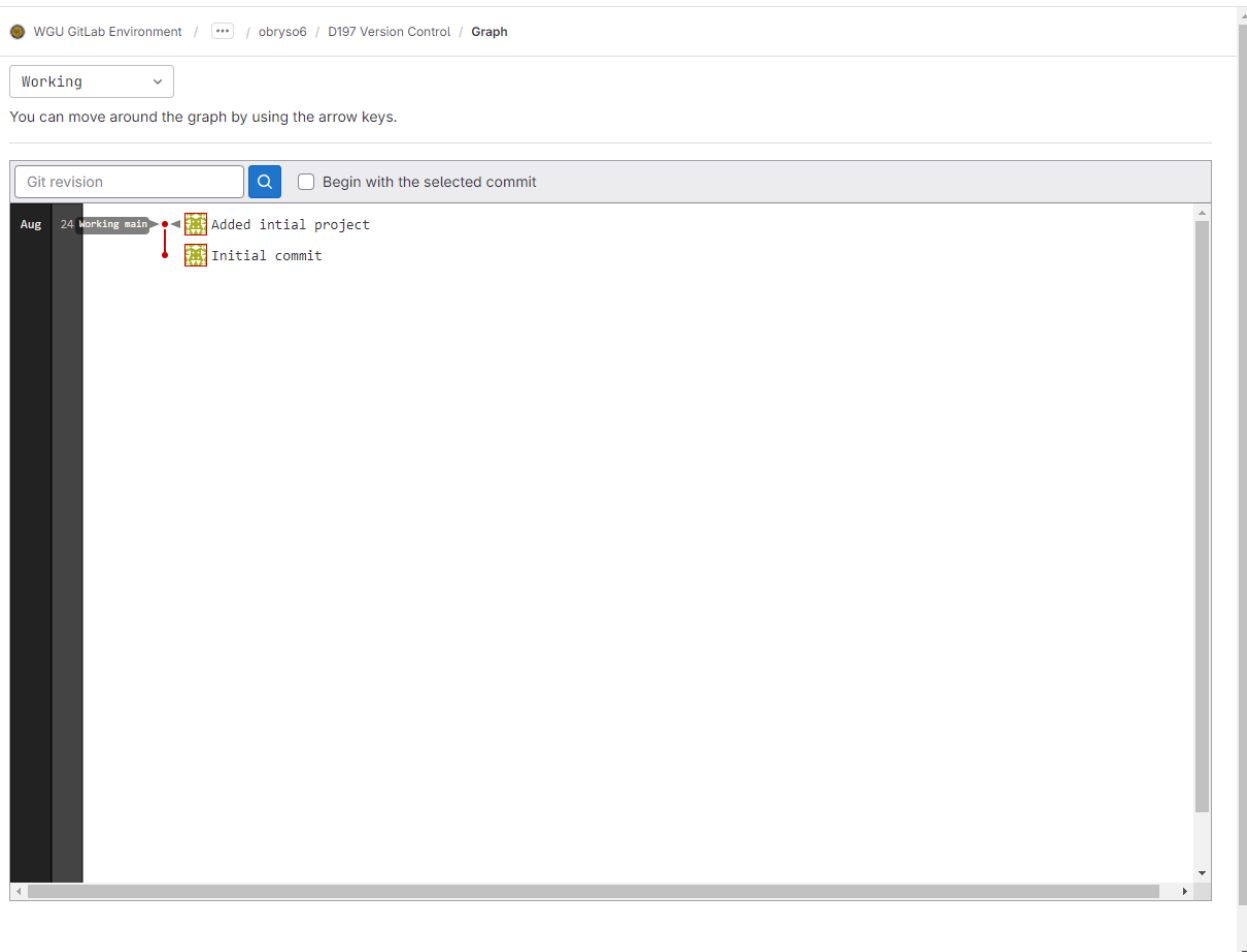 WGU GitLab Environment / ••• / obryso6 / D197 Version Control / Graph
Working
You can move around the graph by using the arrow keys.
Git revision
Begin with the selected commit
Aug 24 Working main Added intial project
Initial commit